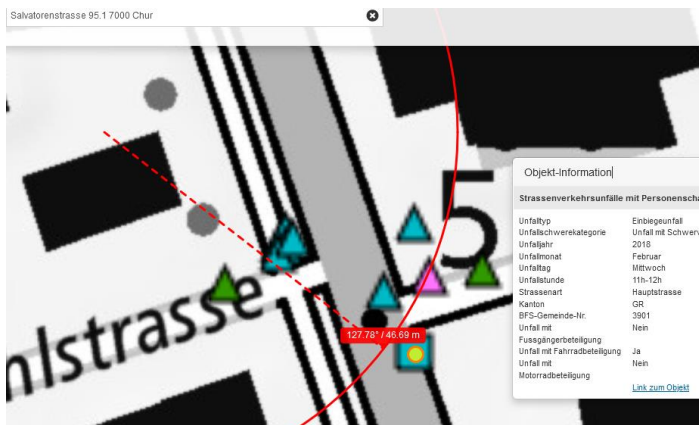 Salvatorenstrasse 95.1 7000 Chur
5
hlstrasse
127.78° / 46.69 m
Objekt-Information
Strassenverkehrsunfälle mit Personenscha
Unfalltyp Einbiegeunfall
Unfallschwerekategorie Unfall mit Schwerv
Unfalljahr 2018
Unfallmonat Februar
Unfalltag Mittwoch
Unfallstunde 11h-12h
Strassenart Hauptstrasse
Kanton GR
BFS-Gemeinde-Nr. 3901
Unfall mit Nein
Fussgängerbeteiligung
Unfall mit Fahrradbeteiligung Ja
Unfall mit Nein
Motorradbeteiligung
Link zum Objekt